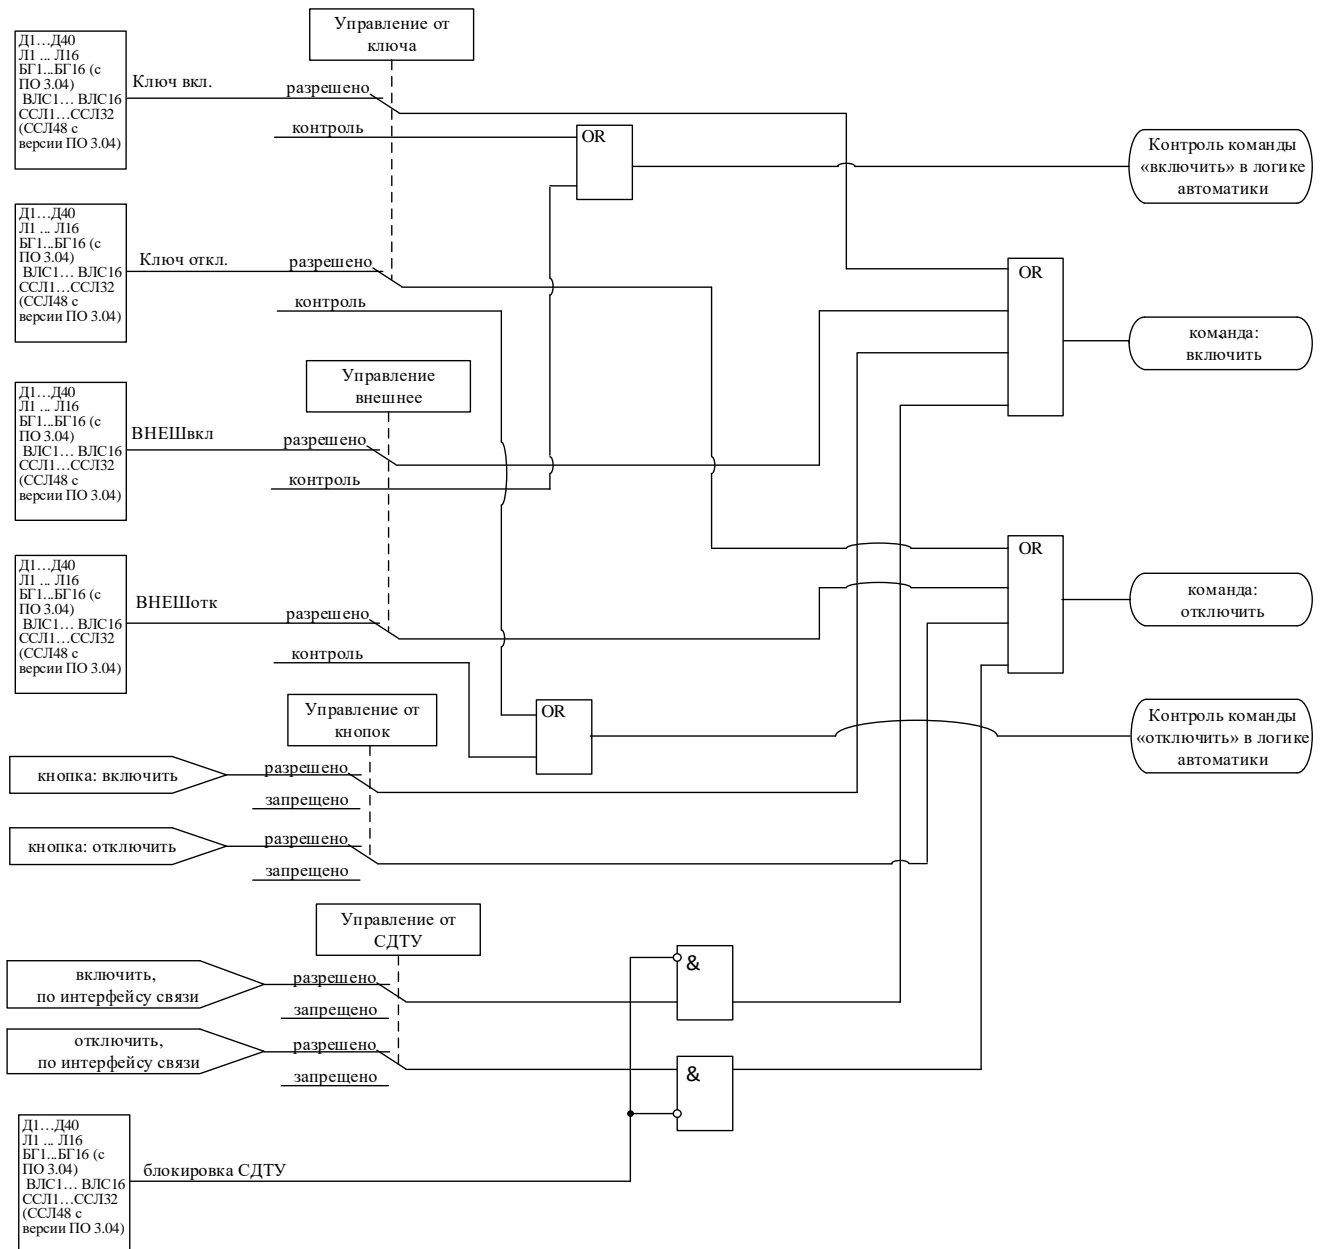 Д1…Д40
Л1 ... Л16
БГ1...БГ16 (с
ПО 3.04)
ВЛС1… ВЛС16
ССЛ1…ССЛ32
(ССЛ48 с
версии ПО 3.04)
Ключ вкл.
Управление от
ключа
разрешено
контроль
OR
Контроль команды
«включить» в логике
автоматики
Д1…Д40
Л1 ... Л16
БГ1...БГ16 (с
ПО 3.04)
ВЛС1… ВЛС16
ССЛ1…ССЛ32
(ССЛ48 с
версии ПО 3.04)
Ключ откл.
разрешено
контроль
OR
команда:
включить
Д1…Д40
Л1 ... Л16
БГ1...БГ16 (с
ПО 3.04)
ВЛС1… ВЛС16
ССЛ1…ССЛ32
(ССЛ48 с
версии ПО 3.04)
ВНЕШвкл
Управление
внешнее
разрешено
контроль
OR
команда:
отключить
Д1…Д40
Л1 ... Л16
БГ1...БГ16 (с
ПО 3.04)
ВЛС1… ВЛС16
ССЛ1…ССЛ32
(ССЛ48 с
версии ПО 3.04)
ВНЕШотк
разрешено
контроль
OR
Контроль команды
«отключить» в логике
автоматики
Управление от
кнопок
кнопка: включить
разрешено
запрещено
кнопка: отключить
разрешено
запрещено
Управление от
СДТУ
включить,
по интерфейсу связи
разрешено
запрещено
&
отключить,
по интерфейсу связи
разрешено
запрещено
&
Д1…Д40
Л1 ... Л16
БГ1...БГ16 (с
ПО 3.04)
ВЛС1… ВЛС16
ССЛ1…ССЛ32
(ССЛ48 с
версии ПО 3.04)
блокировка СДТУ